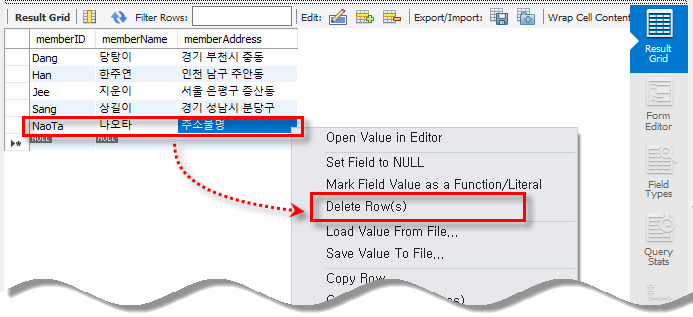 Result Grid Filter Rows: Edit: Export/Import: Wrap Cell Content
memberID memberName memberAddress
Dang 당탕이 경기 부천시 중동
Han 한주연 인천 남구 주안동
Jee 지운이 서울 은평구 증산동
Sang 상길이 경기 성남시 분당구
NaoTa 나오타 주소불명
NULL NULL
Open Value in Editor
Set Field to NULL
Mark Field Value as a Function/Literal
Delete Row(s)
Load Value From File...
Save Value To File...
Copy Row
Result
Grid
Form
Editor
Field
Types
Query
Stats